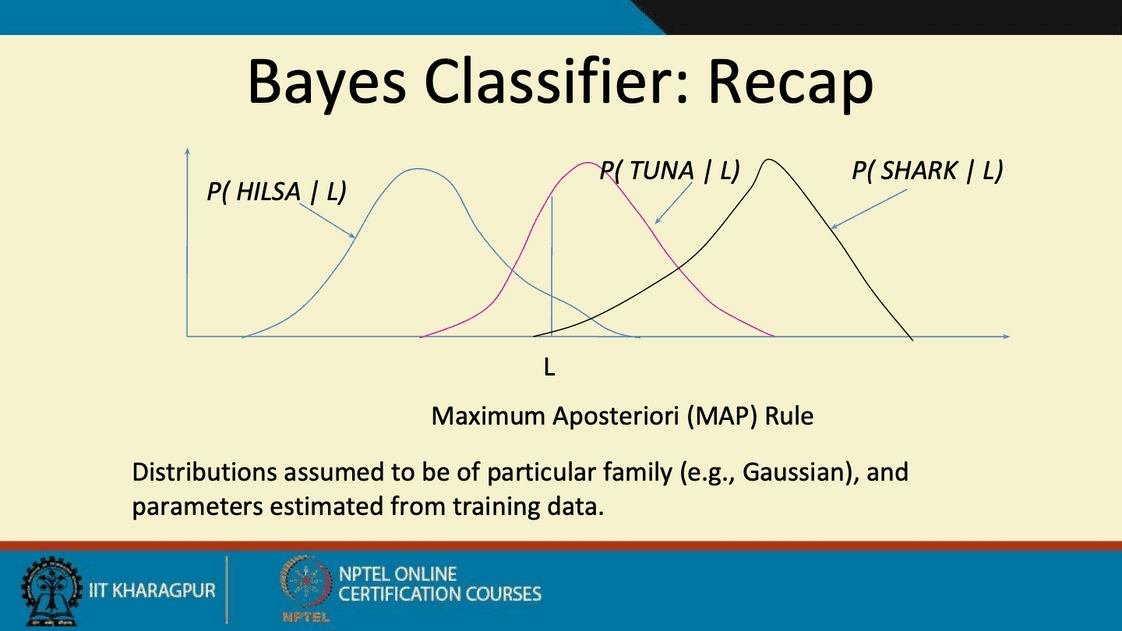 Bayes Classifier: Recap
P( HILSA | L)
P( TUNA | L)
P( SHARK | L)
L
Maximum Aposteriori (MAP) Rule
Distributions assumed to be of particular family (e.g., Gaussian), and
parameters estimated from training data.
IIT KHARAGPUR
NPTEL
NPTEL ONLINE
CERTIFICATION COURSES